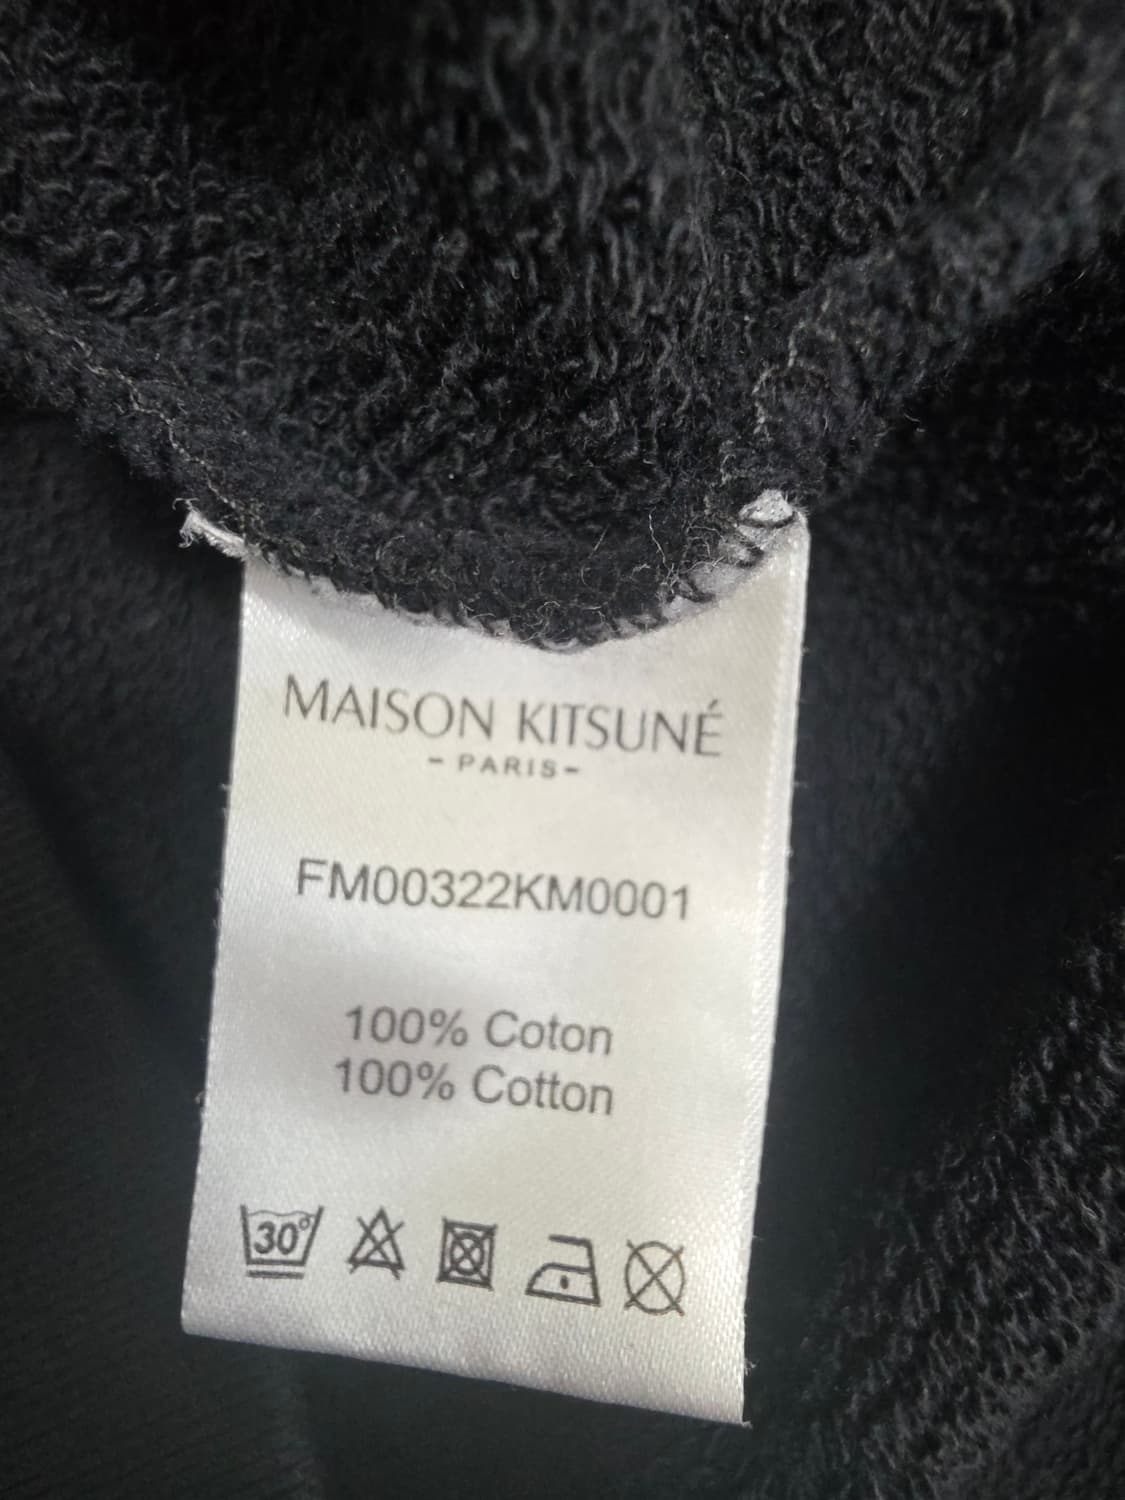 MAISON KITSUNÉ
- PARIS -
FM00322KM0001
100% Coton
100% Cotton
30°